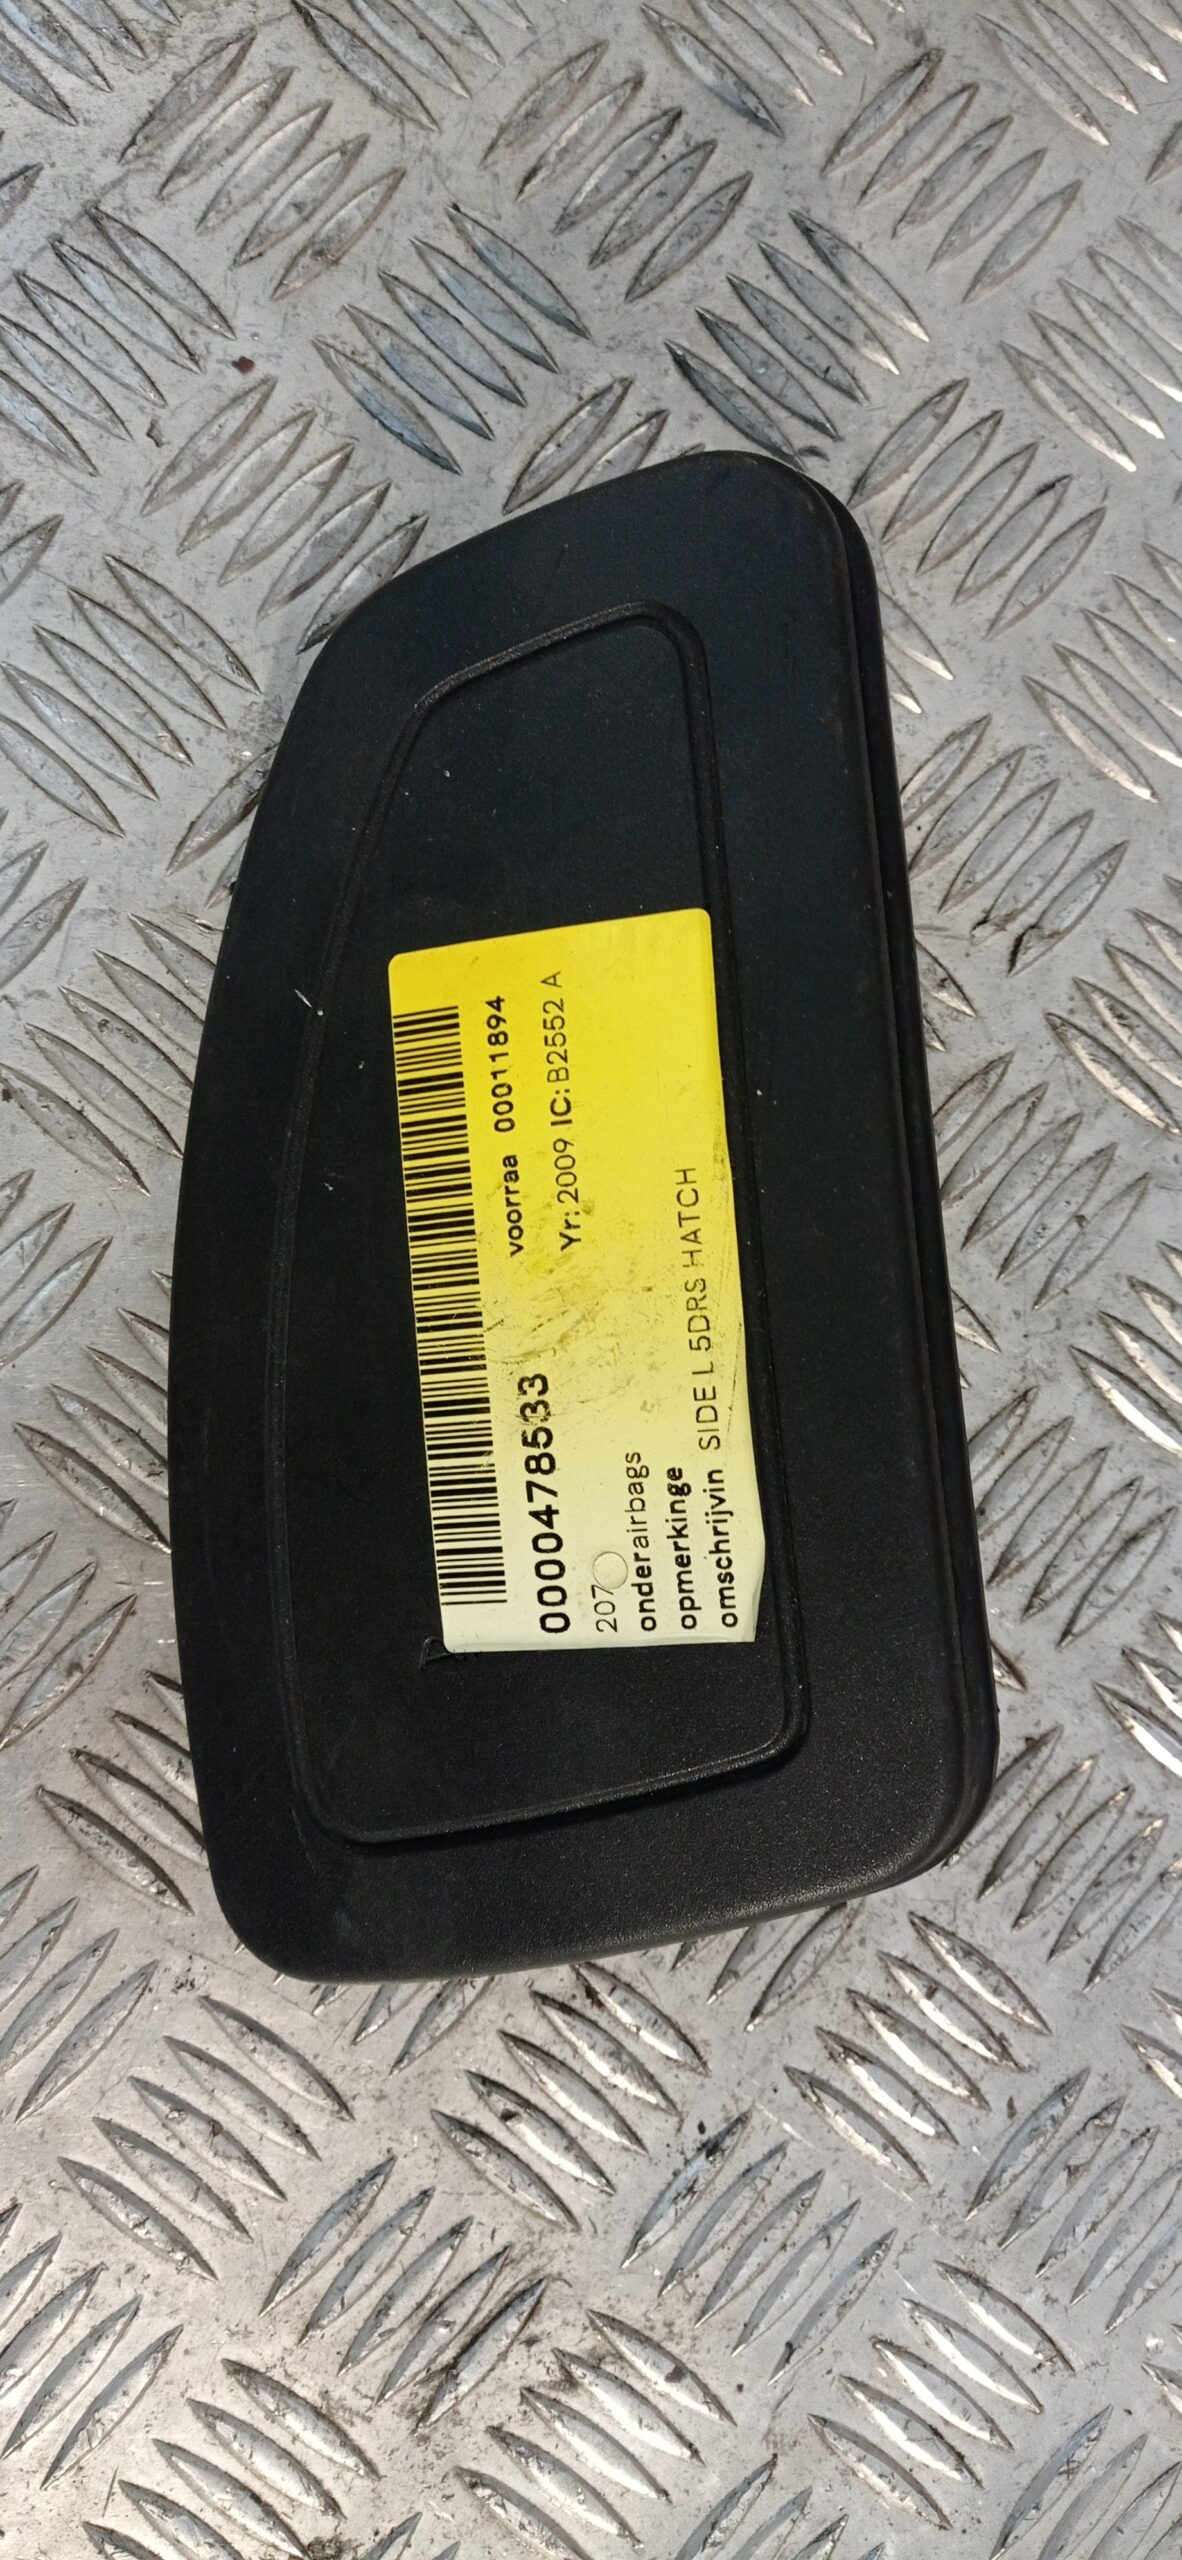 0000478533 voorraa 00011894
207 Yr: 2009 IC: B2552 A
onderairbags
opmerkinge
omschrijvin SIDE L 5DRS HATCH